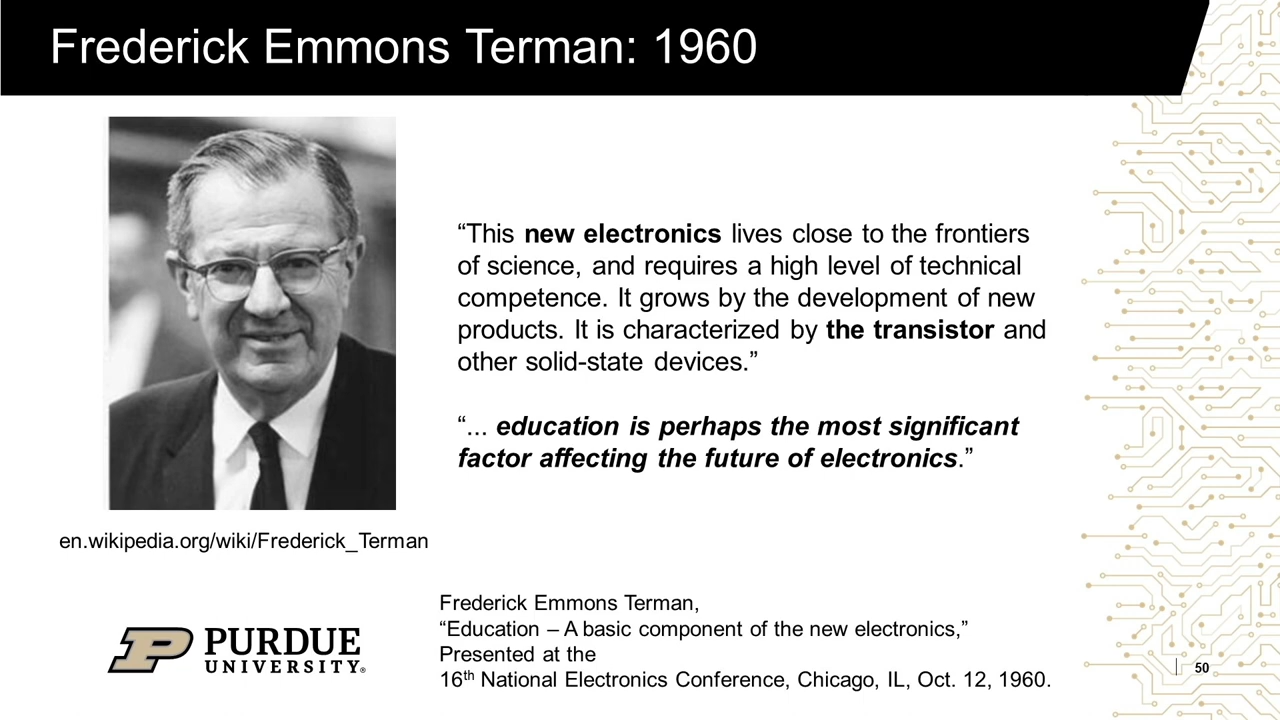 Frederick Emmons Terman: 1960
“This new electronics lives close to the frontiers
of science, and requires a high level of technical
competence. It grows by the development of new
products. It is characterized by the transistor and
other solid-state devices.”
“... education is perhaps the most significant
factor affecting the future of electronics.”
en.wikipedia.org/wiki/Frederick_Terman
Frederick Emmons Terman,
“Education – A basic component of the new electronics,”
Presented at the
16th National Electronics Conference, Chicago, IL, Oct. 12, 1960.
P PURDUE
UNIVERSITY®
50